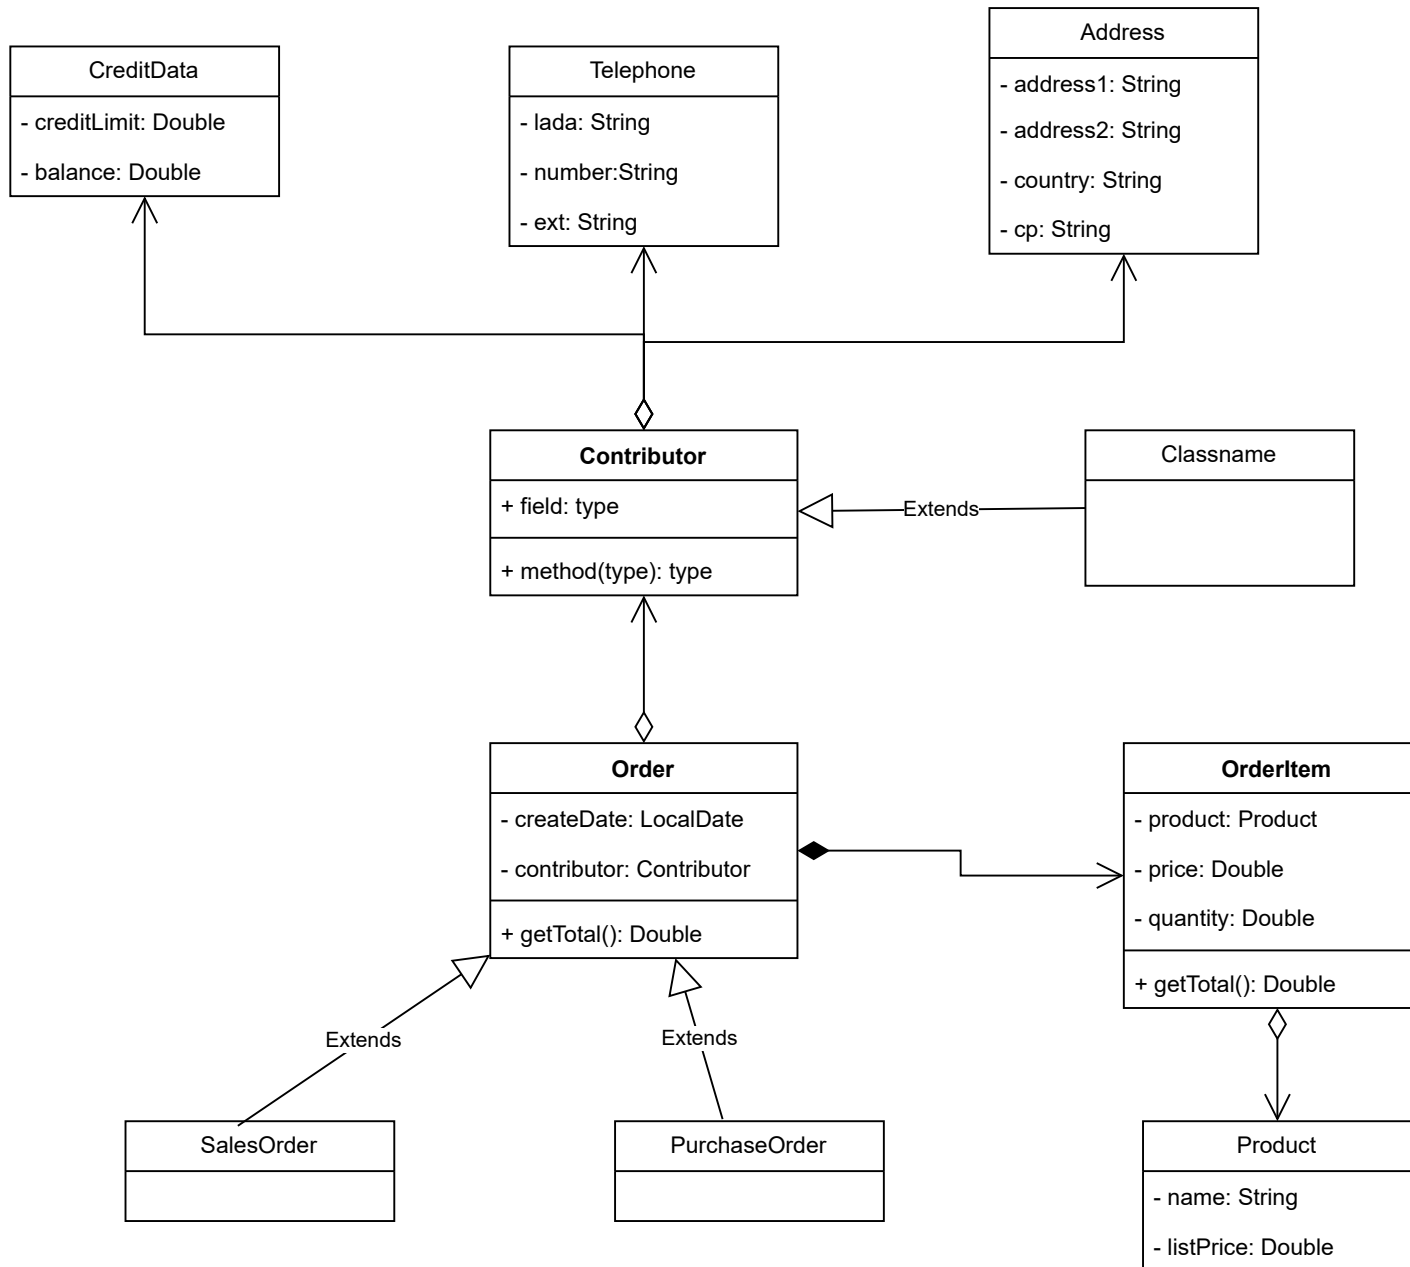 CreditData
- creditLimit: Double
- balance: Double
Telephone
- lada: String
- number:String
- ext: String
Address
- address1: String
- address2: String
- country: String
- cp: String
Contributor
+ field: type
+ method(type): type
Extends
Classname
Order
- createDate: LocalDate
- contributor: Contributor
+ getTotal(): Double
OrderItem
- product: Product
- price: Double
- quantity: Double
+ getTotal(): Double
Extends
Extends
SalesOrder
PurchaseOrder
Product
- name: String
- listPrice: Double